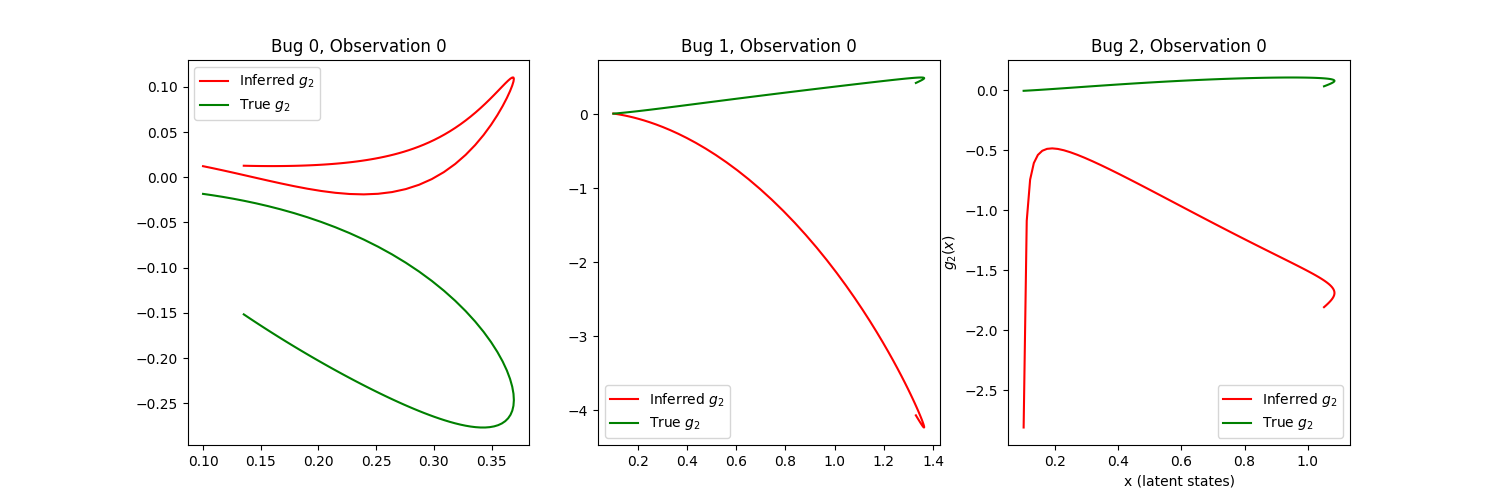 Bug 0, Observation 0
Inferred g₂
True g₂
0.10
0.05
0.00
−0.05
−0.10
−0.15
−0.20
−0.25
0.10 0.15 0.20 0.25 0.30 0.35
Bug 1, Observation 0
0
−1
−2
−3
−4
Inferred g₂
True g₂
0.2 0.4 0.6 0.8 1.0 1.2 1.4
Bug 2, Observation 0
g₂(x)
0.0
−0.5
−1.0
−1.5
−2.0
−2.5
Inferred g₂
True g₂
0.2 0.4 0.6 0.8 1.0
x (latent states)